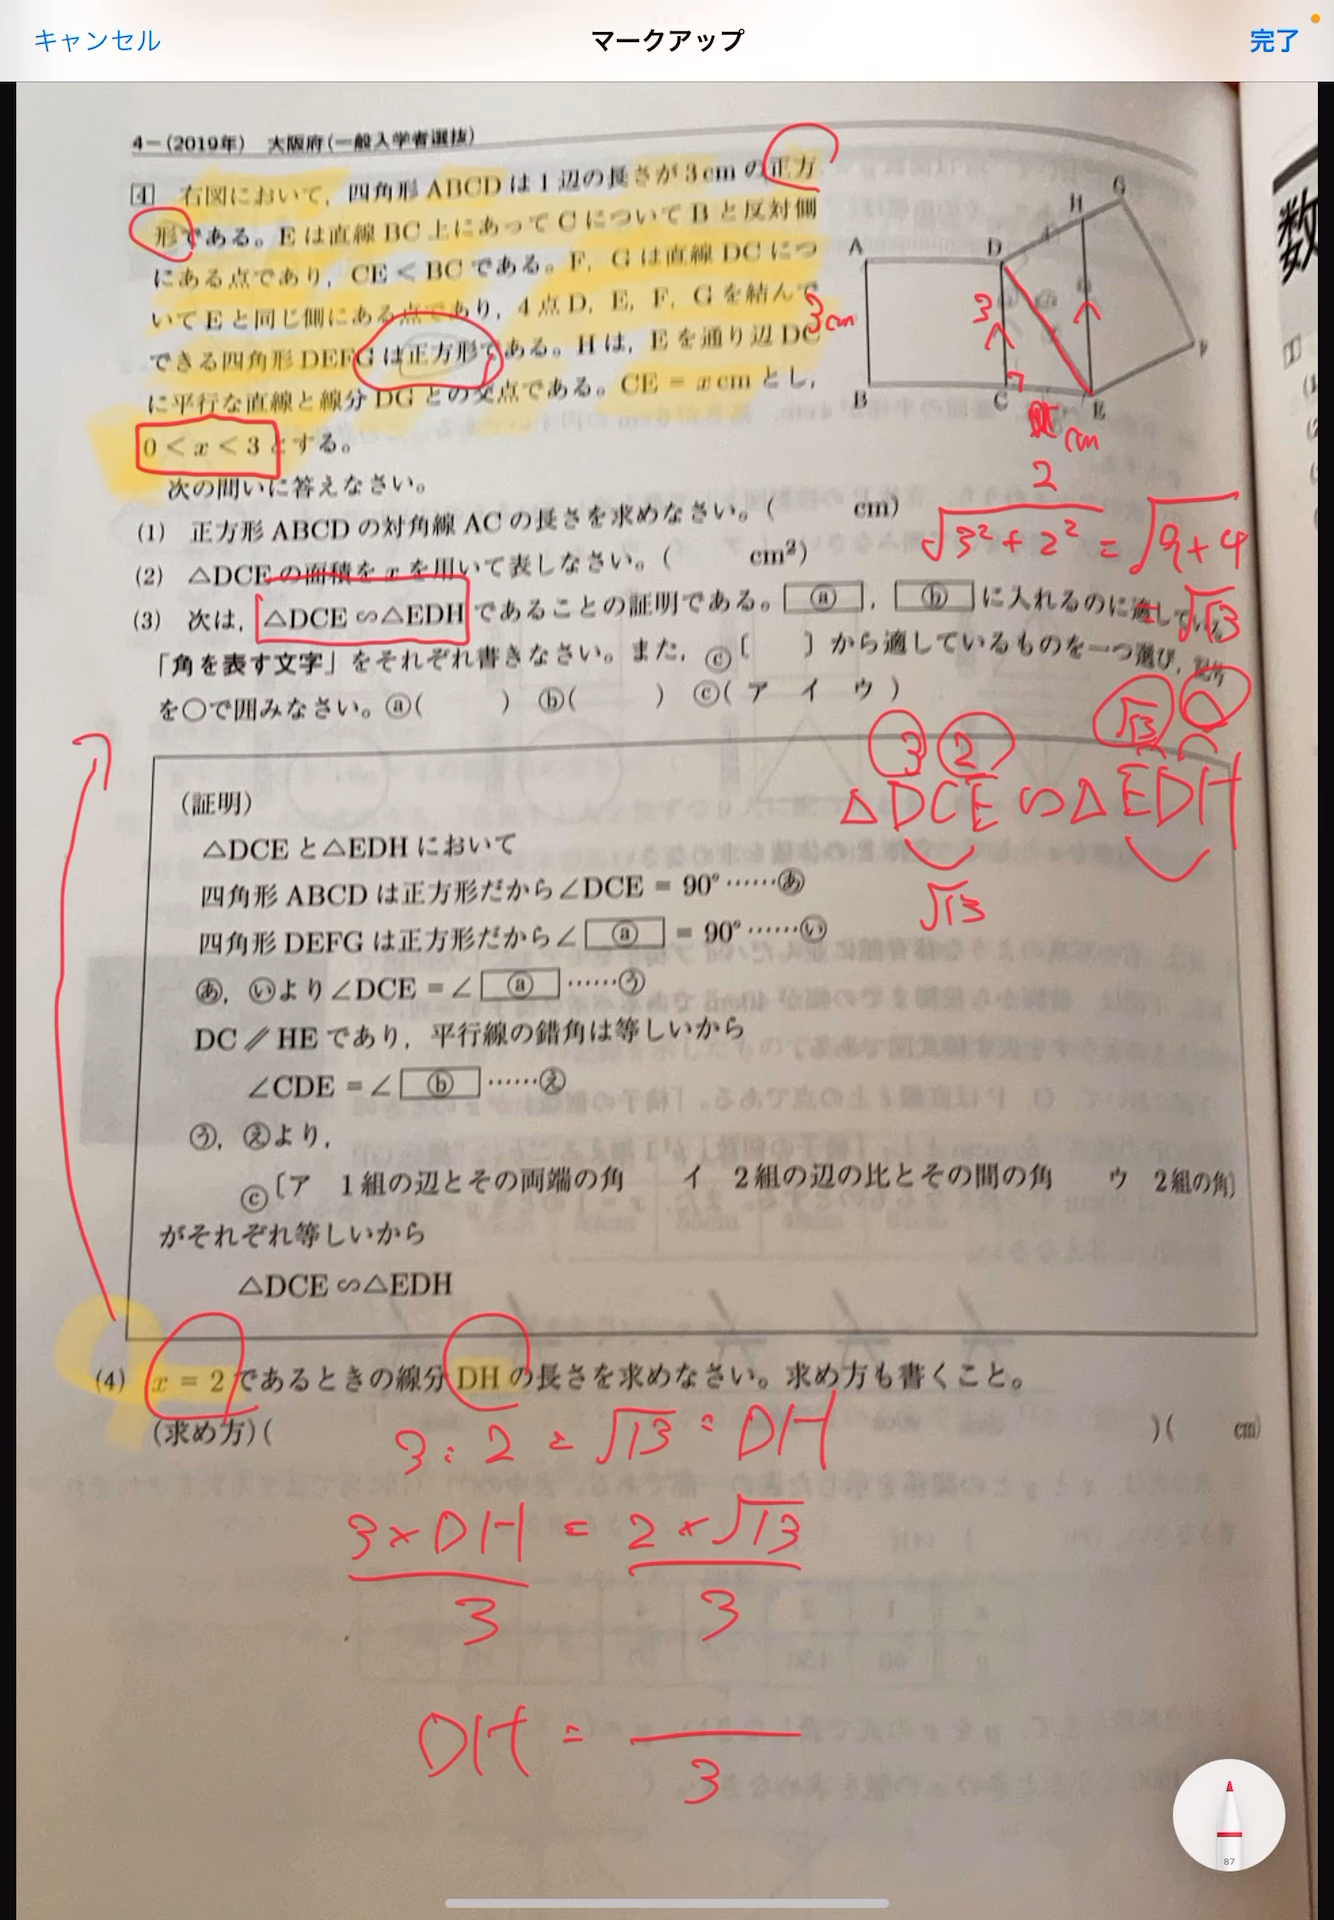 キャンセル
マークアップ
完了
4－(2019年) 大阪府(一般入学者選抜)
4 右図において，四角形ABCDは1辺の長さが3cmの正方
形である。Eは直線BC上にあってCについてBと反対側
にある点であり，CE＜BCである。F，Gは直線DCにつ
いてEと同じ側にある点であり，4点D，E，F，Gを結んで
できる四角形DEFGは正方形である。Hは，Eを通り辺DC
に平行な直線と線分DGとの交点である。CE＝xcmとし，
0＜x＜3とする。
A
D
H
G
B
C
E
F
3cm
3
cm
2
次の問いに答えなさい。
(1) 正方形ABCDの対角線ACの長さを求めなさい。( cm)
(2) △DCEの面積をxを用いて表しなさい。( cm²)
√3²+2² = √9+4
= √13
(3) 次は，△DCE∽△EDHであることの証明である。ⓐ，ⓑに入れるのに適している
「角を表す文字」をそれぞれ書きなさい。また，ⓒ〔 〕から適しているものを一つ選び，記号
を○で囲みなさい。ⓐ( ) ⓑ( ) ⓒ( ア イ ウ )
3 2 √13
△DCE∽△EDH
√13
(証明)
△DCEと△EDHにおいて
四角形ABCDは正方形だから∠DCE＝90°……あ
四角形DEFGは正方形だから∠ⓐ＝90°……い
あ，いより∠DCE＝∠ⓐ……う
DC∥HEであり，平行線の錯角は等しいから
∠CDE＝∠ⓑ……え
う，えより，
ⓒ〔ア 1組の辺とその両端の角 イ 2組の辺の比とその間の角 ウ 2組の角〕
がそれぞれ等しいから
△DCE∽△EDH
(4) x＝2であるときの線分DHの長さを求めなさい。求め方も書くこと。
(求め方)( )( cm)
3:2=√13:DH
3×DH = 2×√13
3 3
DH = 3
87